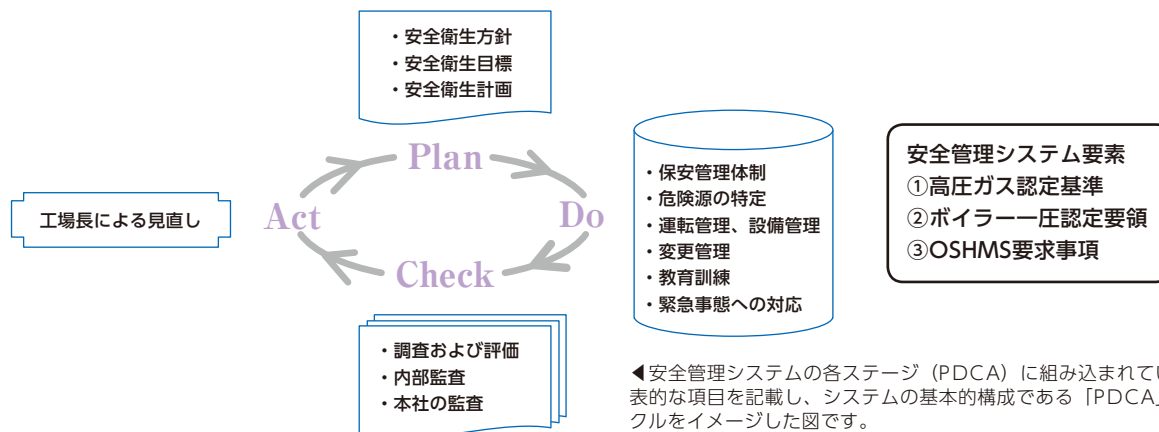 ・安全衛生方針
・安全衛生目標
・安全衛生計画
Plan
Do
Check
Act
工場長による見直し
・保安管理体制
・危険源の特定
・運転管理、設備管理
・変更管理
・教育訓練
・緊急事態への対応
・調査および評価
・内部監査
・本社の監査
安全管理システム要素
①高圧ガス認定基準
②ボイラー一圧認定要領
③OSHMS要求事項
◀安全管理システムの各ステージ（PDCA）に組み込まれてい
表的な項目を記載し、システムの基本的構成である「PDCA」
クルをイメージした図です。